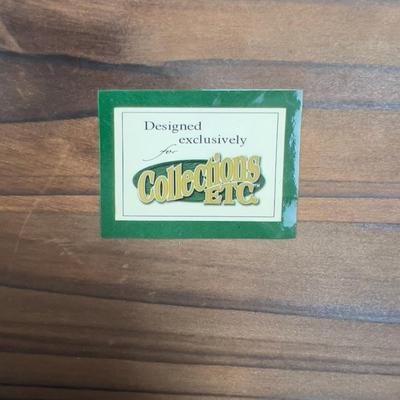 Designed
exclusively
for
Collections
ETC.